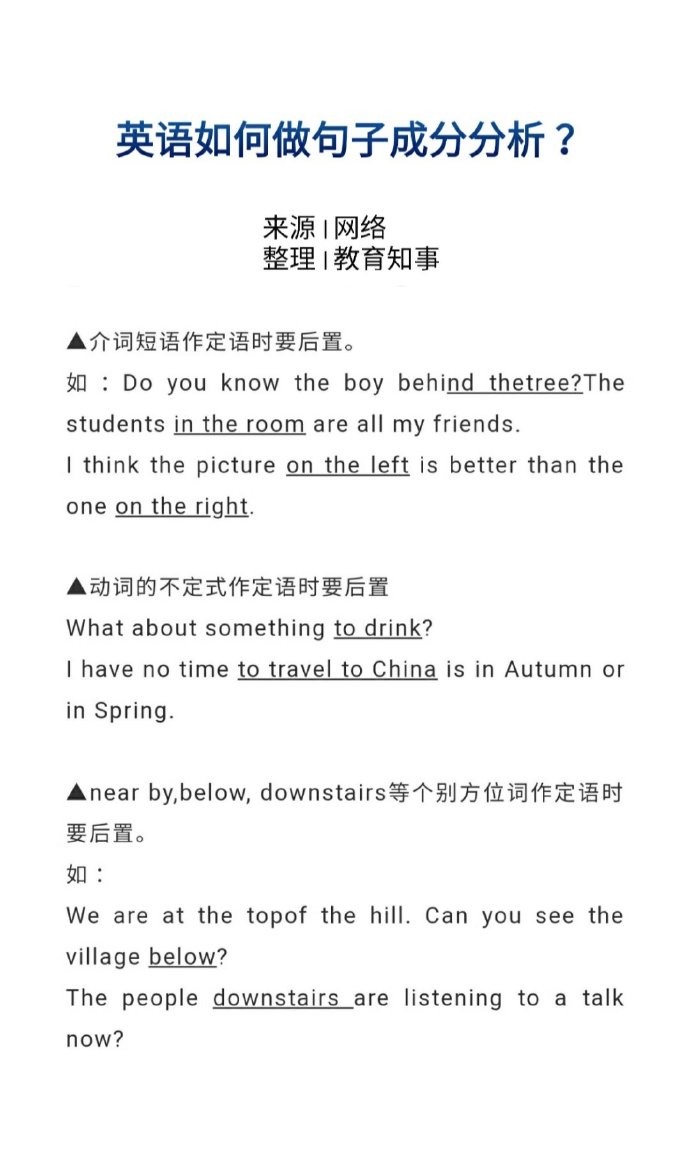 英语如何做句子成分分析？
来源 | 网络
整理 | 教育知事
▲介词短语作定语时要后置。
如：Do you know the boy behind thetree?The
students in the room are all my friends.
I think the picture on the left is better than the
one on the right.
▲动词的不定式作定语时要后置
What about something to drink?
I have no time to travel to China is in Autumn or
in Spring.
▲near by,below, downstairs等个别方位词作定语时
要后置。
如：
We are at the topof the hill. Can you see the
village below?
The people downstairs are listening to a talk
now?